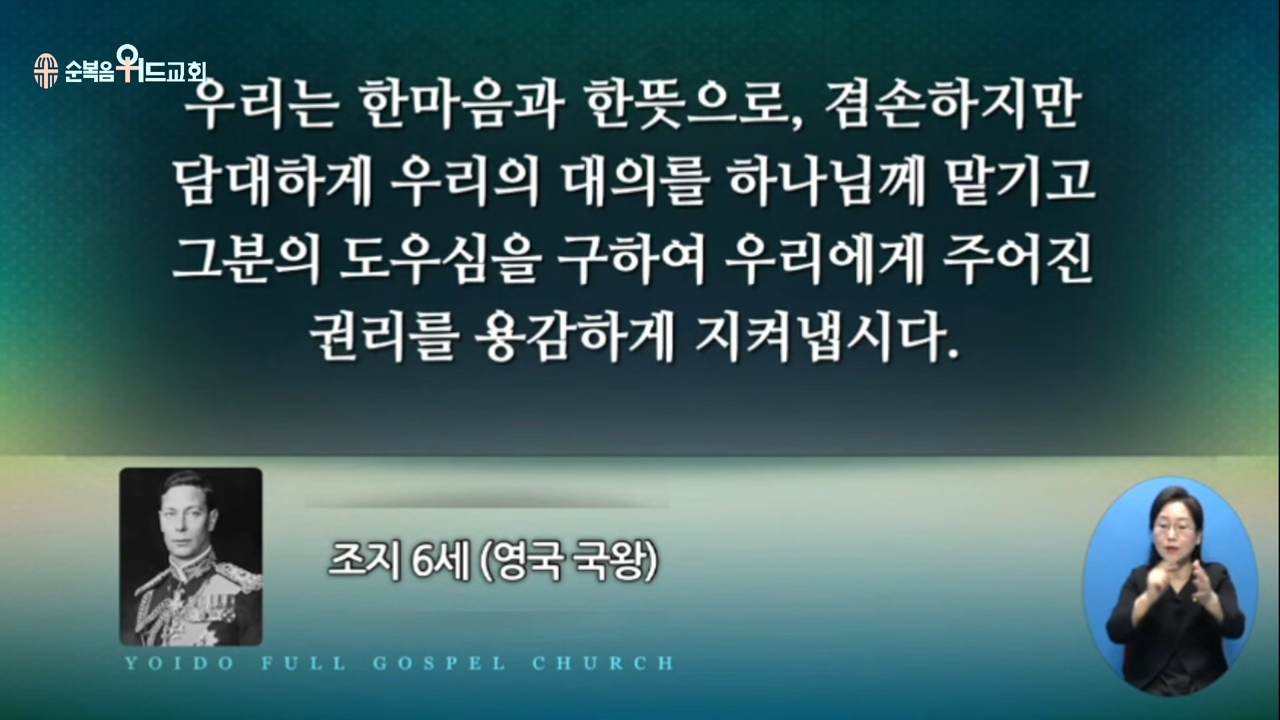 순복음위드교회
우리는 한마음과 한뜻으로, 겸손하지만
담대하게 우리의 대의를 하나님께 맡기고
그분의 도우심을 구하여 우리에게 주어진
권리를 용감하게 지켜냅시다.
조지 6세 (영국 국왕)
YOIDO FULL GOSPEL CHURCH